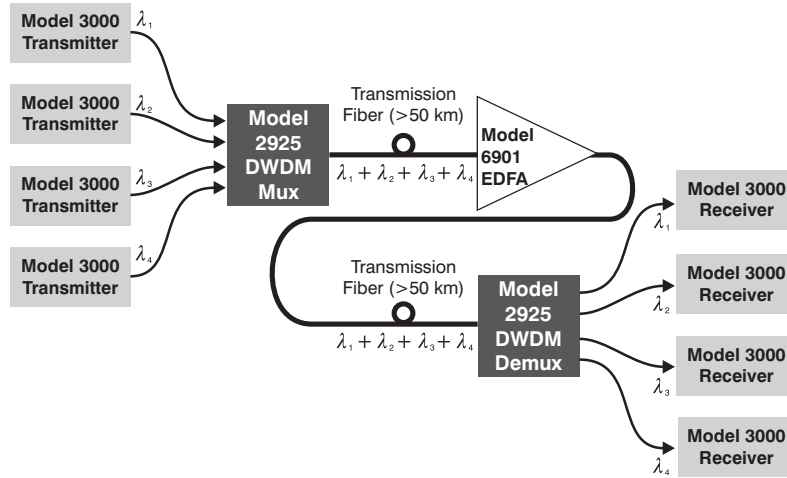 Model 3000
Transmitter
λ₁
Model 3000
Transmitter
λ₂
Model 3000
Transmitter
λ₃
Model 3000
Transmitter
λ₄
Model
2925
DWDM
Mux
Transmission
Fiber (>50 km)
λ₁ + λ₂ + λ₃ + λ₄
Model
6901
EDFA
Transmission
Fiber (>50 km)
λ₁ + λ₂ + λ₃ + λ₄
Model
2925
DWDM
Demux
λ₁
Model 3000
Receiver
λ₂
Model 3000
Receiver
λ₃
Model 3000
Receiver
λ₄
Model 3000
Receiver